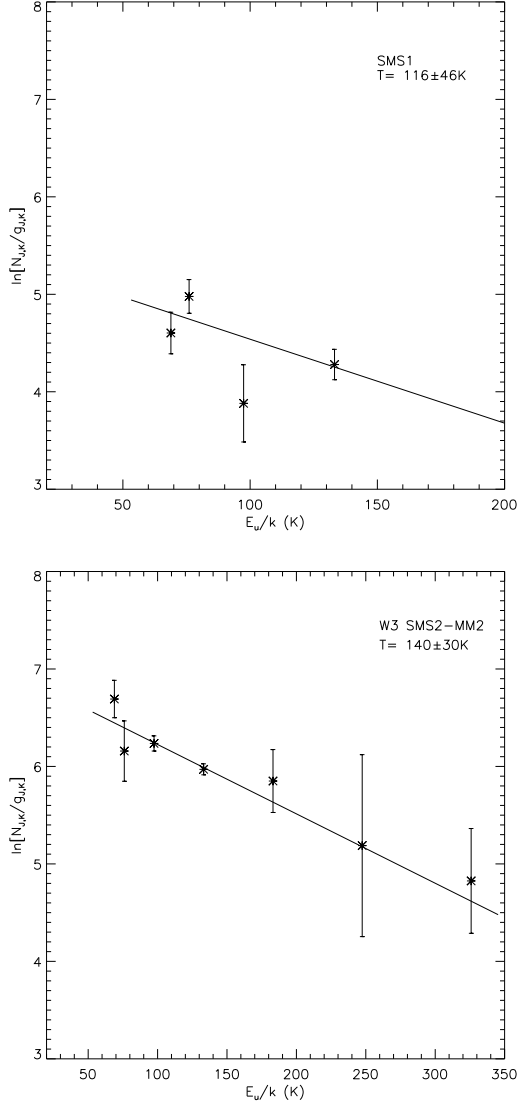 8
SMS1
T= 116±46K
7
6
5
4
3
ln[N_J,K/g_J,K]
50 100 150 200
E_u/k (K)
8
W3 SMS2-MM2
T= 140±30K
7
6
5
4
3
ln[N_J,K/g_J,K]
50 100 150 200 250 300 350
E_u/k (K)